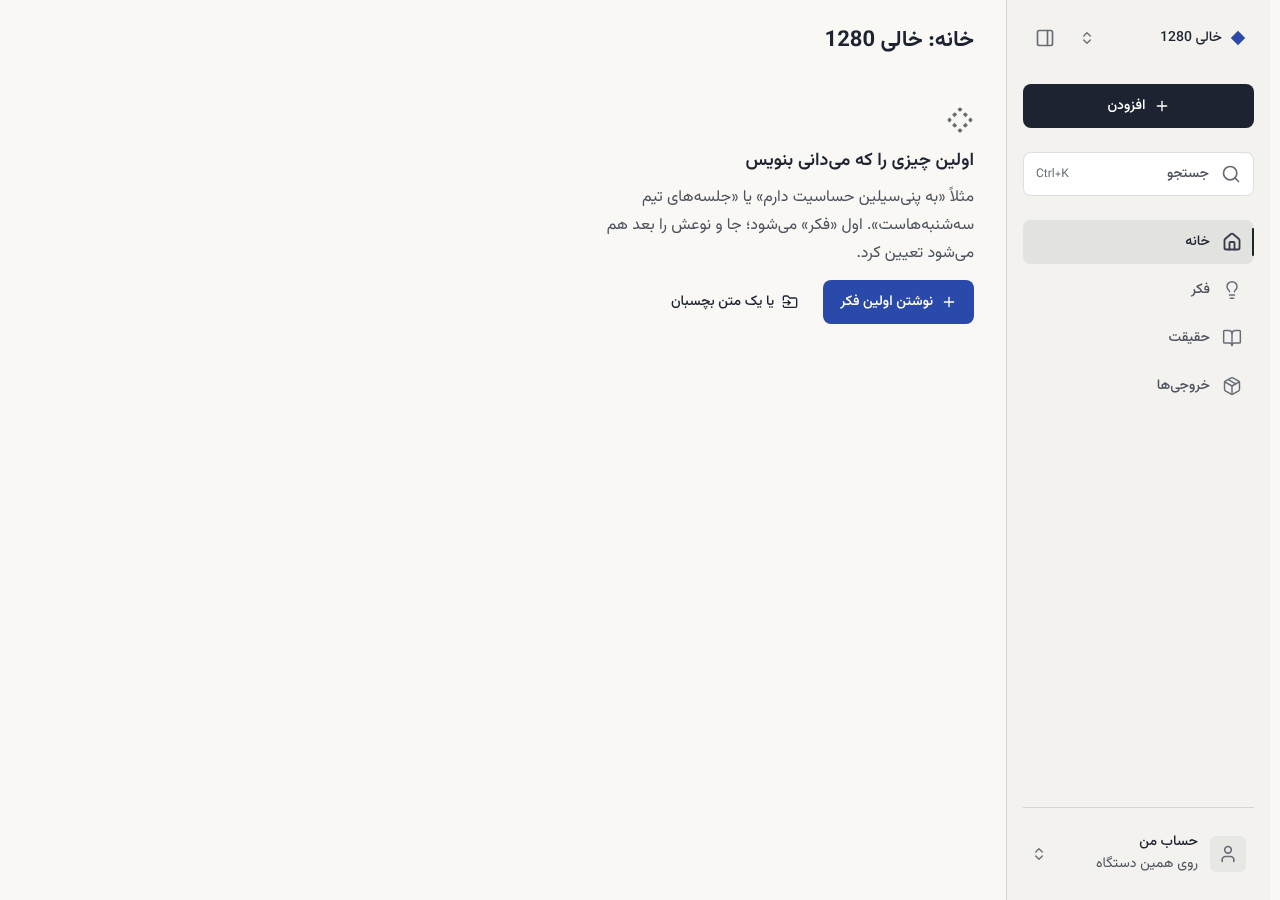 خالی 1280
افزودن
جستجو Ctrl+K
خانه
فکر
حقیقت
خروجی‌ها
حساب من
روی همین دستگاه
خانه: خالی 1280
اولین چیزی را که می‌دانی بنویس
مثلاً «به پنی‌سیلین حساسیت دارم» یا «جلسه‌های تیم
سه‌شنبه‌هاست». اول «فکر» می‌شود؛ جا و نوعش را بعد هم
می‌شود تعیین کرد.
نوشتن اولین فکر
یا یک متن بچسبان